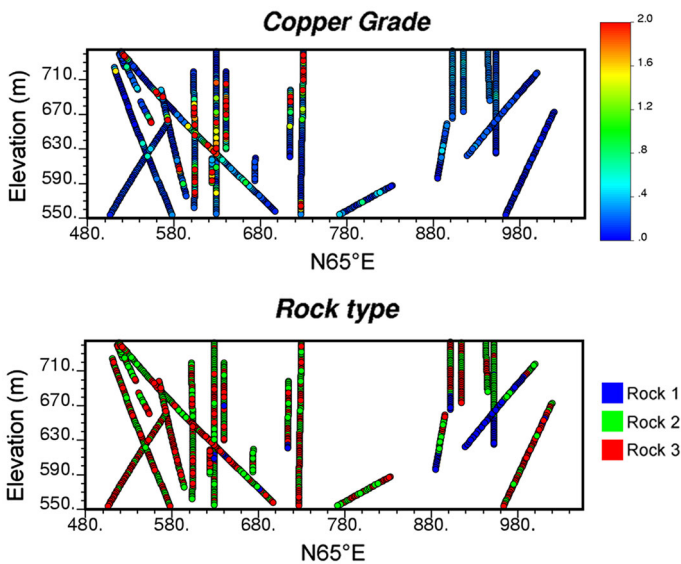 Copper Grade
Elevation (m)
710.
670.
630.
590.
550.
480. 580. 680. 780. 880. 980.
N65°E
2.0
1.6
1.2
.8
.4
.0
Rock type
Elevation (m)
710.
670.
630.
590.
550.
480. 580. 680. 780. 880. 980.
N65°E
Rock 1
Rock 2
Rock 3